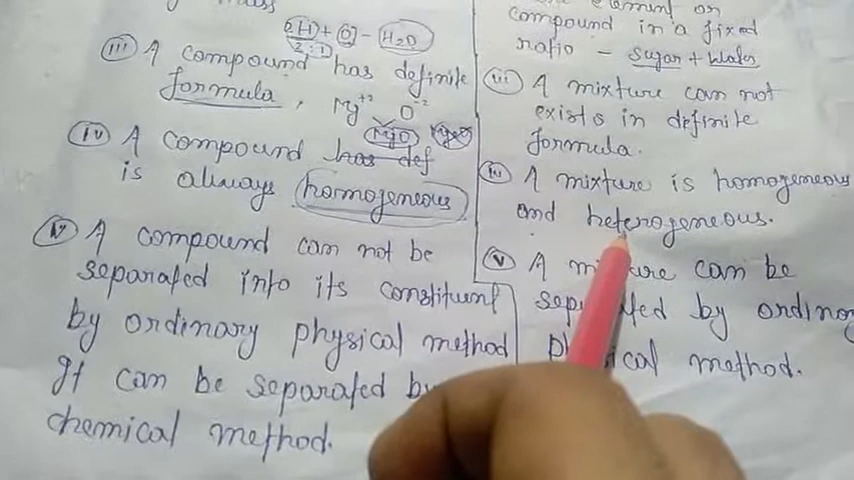 mass
2H + O - H2O
2:1
(iii) A compound has definite
formula, Mg+2 O-2
MgO
(iv) A compound has def
is always homogeneous
(v) A compound can not be
separated into its constituent
by ordinary physical method
It can be separated by
chemical method.
element or
compound in a fixed
ratio - sugar + water
(iii) A mixture can not
exists in definite
formula.
A mixture is homogeneous
and heterogeneous.
(v) A mixture can be
separated by ordinary
physical method.